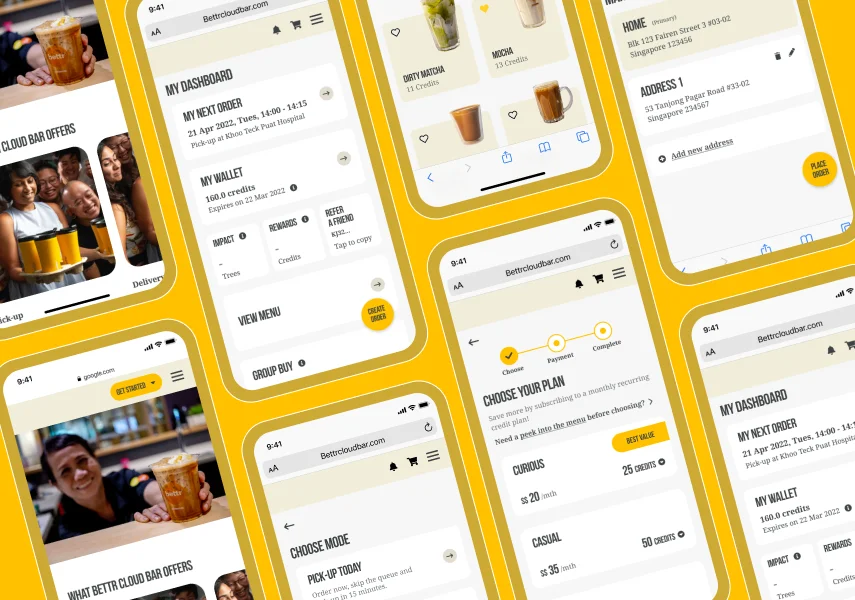 bettr
CLOUD BAR OFFERS
Delivery
ick-up
9:41
AA
Bettrcloudbar.com
MY DASHBOARD
MY NEXT ORDER
21 Apr 2022, Tues, 14:00 - 14:15
Pick-up at Khoo Teck Puat Hospital
MY WALLET
160.0 credits
Expires on 22 Mar 2022
IMPACT
-
Trees
REWARDS
-
Credits
REFER
A FRIEND
KJ32...
Tap to copy
VIEW MENU
CREATE
ORDER
GROUP BUY
DIRTY MATCHA
11 Credits
MOCHA
13 Credits
HOME (Primary)
Blk 123 Fairen Street 3 #03-02
Singapore 123456
ADDRESS 1
53 Tanjong Pagar Road #33-02
Singapore 234567
Add new address
PLACE
ORDER
9:41
google.com
GET STARTED
bettr
WHAT BETTR CLOUD BAR OFFERS
9:41
AA
Bettrcloudbar.com
CHOOSE MODE
PICK-UP TODAY
Order now, skip the queue and
up in 15 minutes.
9:41
AA
Bettrcloudbar.com
Choose
Payment
Complete
CHOOSE YOUR PLAN
Save more by subscribing to a monthly recurring
credit plan!
Need a peek into the menu before choosing?
BEST VALUE
CURIOUS
S$ 20 /mth
25 CREDITS
CASUAL
S$ 35 /mth
50 CREDITS
9:41
AA
Bettrcloudbar.com
MY DASHBOARD
MY NEXT ORDER
21 Apr 2022, Tues, 14:00 - 14:1
Pick-up at Khoo Teck Puat Hospital
MY WALLET
160.0 credits
Expires on 22 Mar 2022
IMPACT
-
Trees
REWARDS
-
Credits